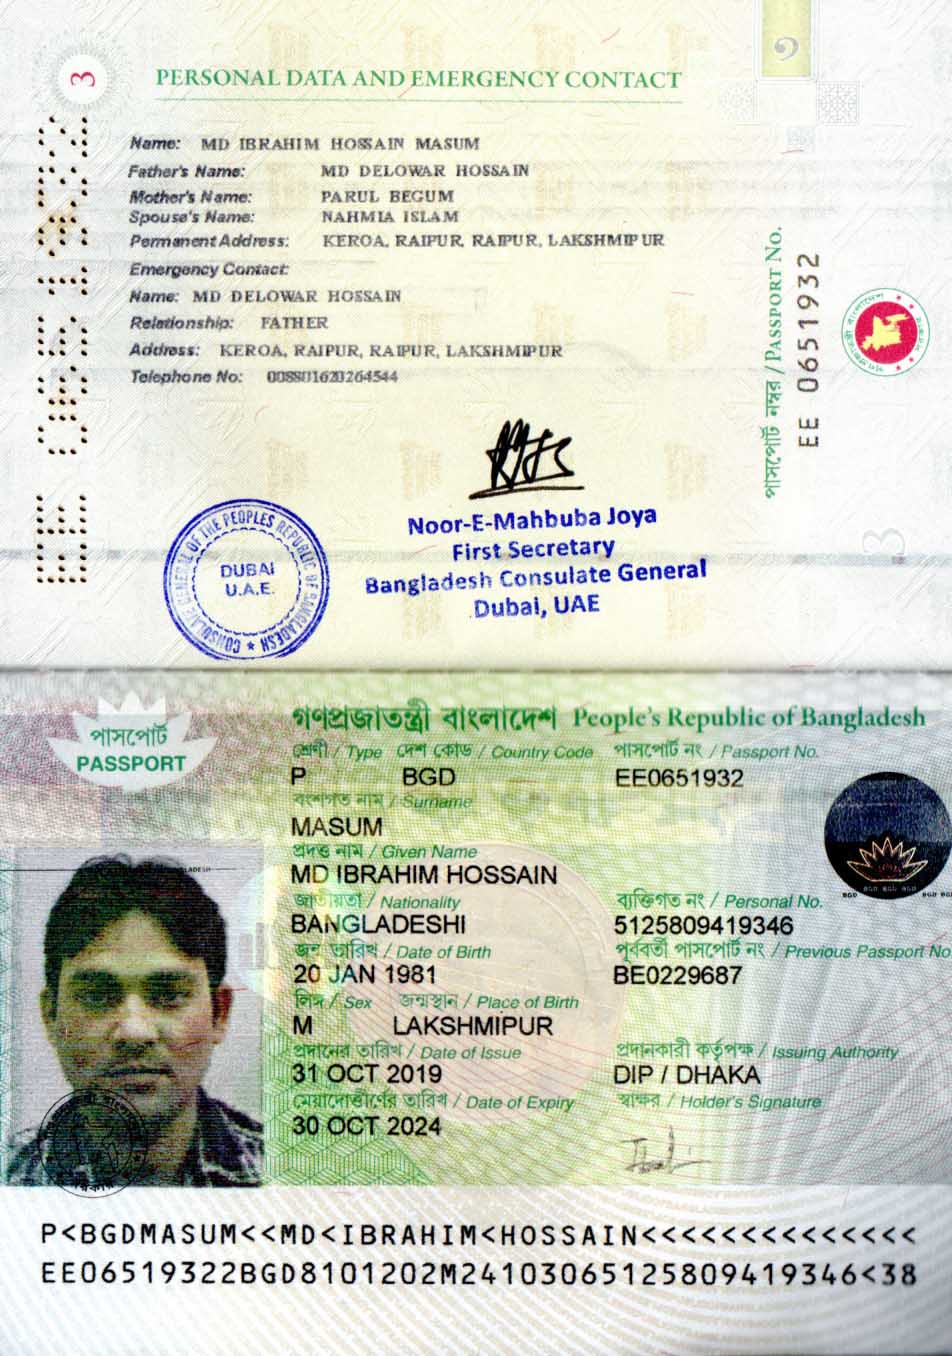 3
PERSONAL DATA AND EMERGENCY CONTACT
Name: MD IBRAHIM HOSSAIN MASUM
Father's Name: MD DELOWAR HOSSAIN
Mother's Name: PARUL BEGUM
Spouse's Name: NAHMIA ISLAM
Permanent Address: KEROA, RAIPUR, RAIPUR, LAKSHMIPUR
Emergency Contact:
Name: MD DELOWAR HOSSAIN
Relationship: FATHER
Address: KEROA, RAIPUR, RAIPUR, LAKSHMIPUR
Telephone No: 008801620264544
EE 0651932
পাসপোর্ট নম্বর / PASSPORT No.
EE 0651932
CONSULATE GENERAL OF THE PEOPLES REPUBLIC OF BANGLADESH
DUBAI
U.A.E.
Noor-E-Mahbuba Joya
First Secretary
Bangladesh Consulate General
Dubai, UAE
3
পাসপোর্ট
PASSPORT
গণপ্রজাতন্ত্রী বাংলাদেশ People's Republic of Bangladesh
শ্রেণী / Type দেশ কোড / Country Code পাসপোর্ট নং / Passport No.
P BGD EE0651932
বংশগত নাম / Surname
MASUM
প্রদত্ত নাম / Given Name
MD IBRAHIM HOSSAIN
জাতীয়তা / Nationality ব্যক্তিগত নং / Personal No.
BANGLADESHI 5125809419346
জন্ম তারিখ / Date of Birth পূর্ববর্তী পাসপোর্ট নং / Previous Passport No
20 JAN 1981 BE0229687
লিঙ্গ / Sex জন্মস্থান / Place of Birth
M LAKSHMIPUR
প্রদানের তারিখ / Date of Issue প্রদানকারী কর্তৃপক্ষ / Issuing Authority
31 OCT 2019 DIP / DHAKA
মেয়াদোত্তীর্ণের তারিখ / Date of Expiry স্বাক্ষর / Holder's Signature
30 OCT 2024
BGD BGD BGD BGD BGD
P<BGDMASUM<<MD<IBRAHIM<HOSSAIN<<<<<<<<<<<<<<
EE06519322BGD8101202M24103065125809419346<38